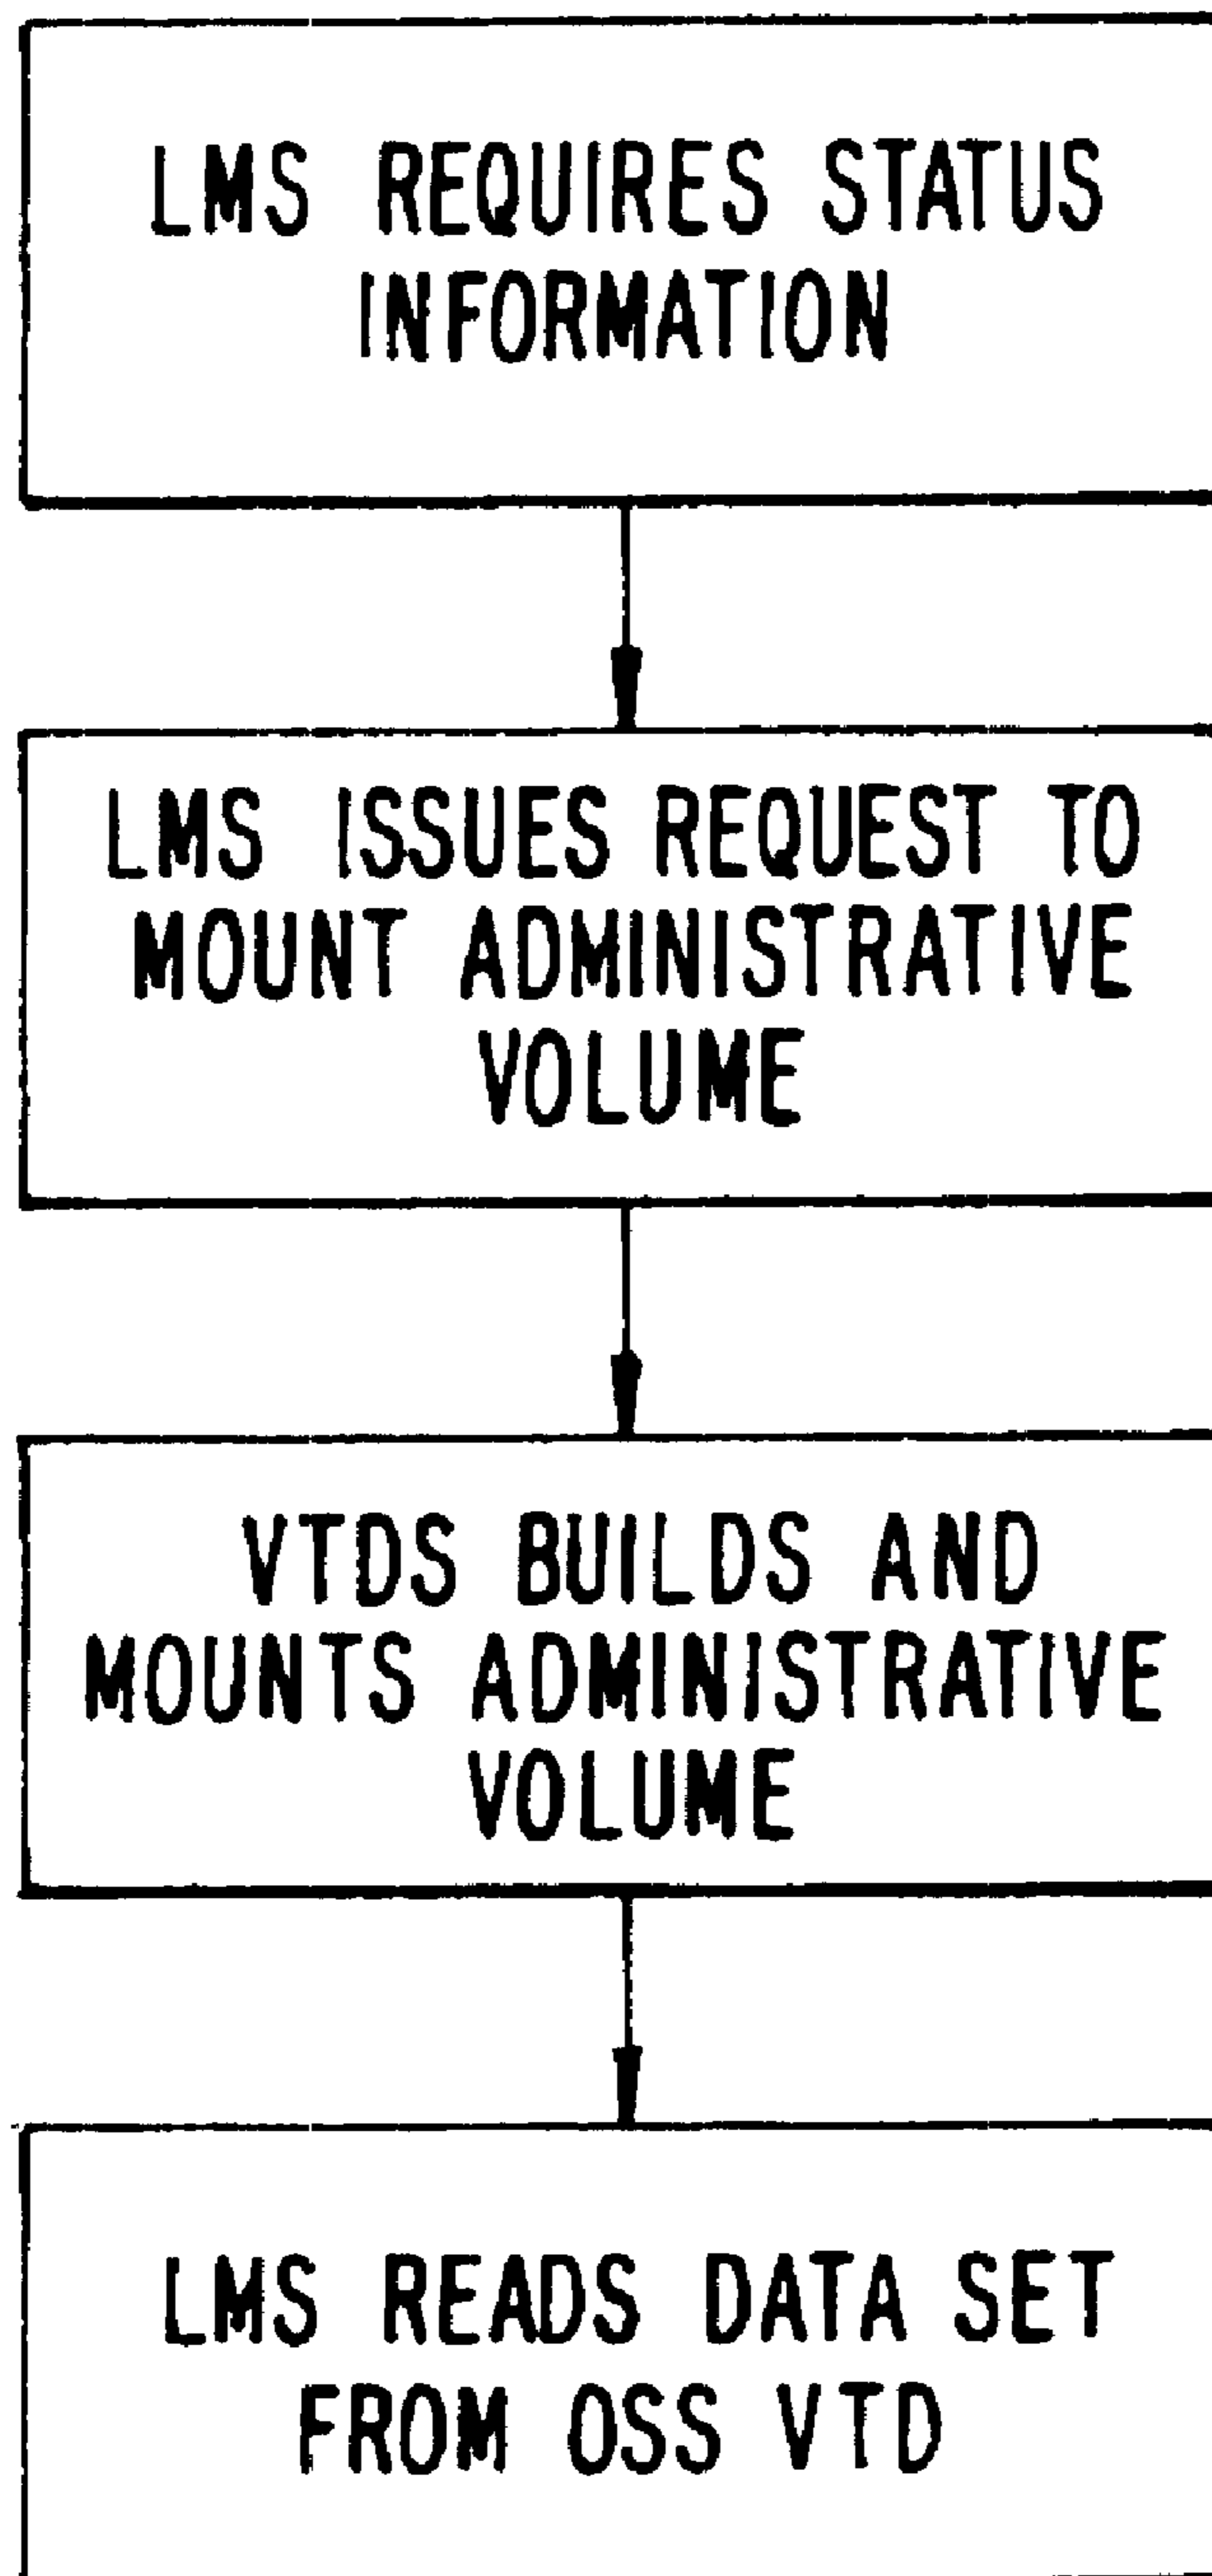 LMS REQUIRES STATUS
INFORMATION
LMS ISSUES REQUEST TO
MOUNT ADMINISTRATIVE
VOLUME
VTDS BUILDS AND
MOUNTS ADMINISTRATIVE
VOLUME
LMS READS DATA SET
FROM OSS VTD